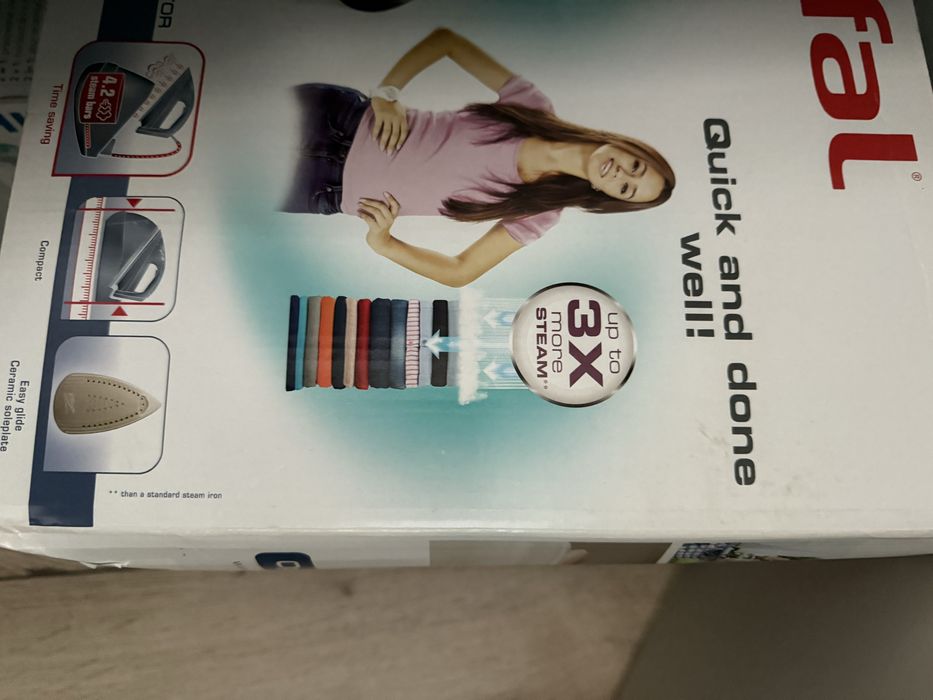 fal®
Quick and done
well!
up to
3X
more
STEAM**
TOR
4.2
steam bars
Time saving
Compact
Easy glide
Ceramic soleplate
** than a standard steam iron